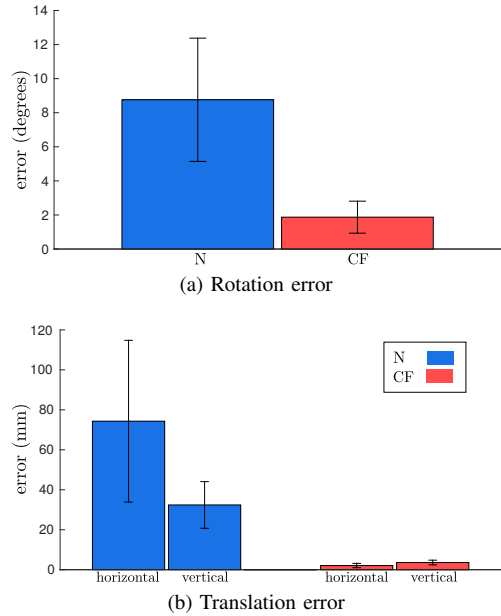 14
12
10
8
6
4
2
0
error (degrees)
N CF
(a) Rotation error
120
100
80
60
40
20
0
error (mm)
N
CF
horizontal vertical horizontal vertical
(b) Translation error